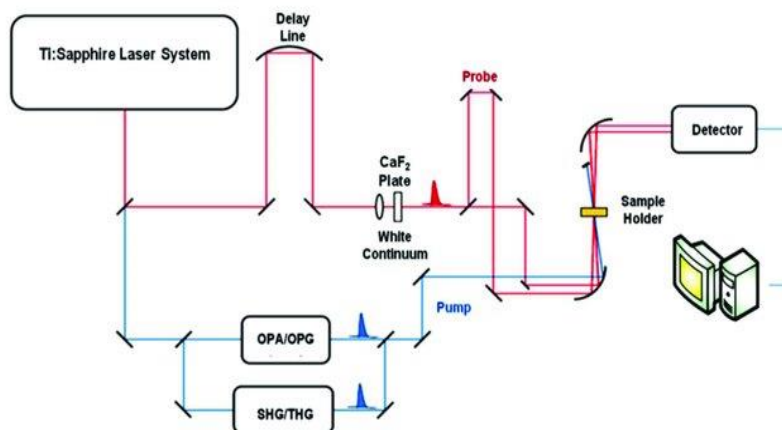 Delay
Line
Ti:Sapphire Laser System
Probe
Detector
CaF₂
Plate
White
Continuum
Sample
Holder
Pump
OPA/OPG
SHG/THG